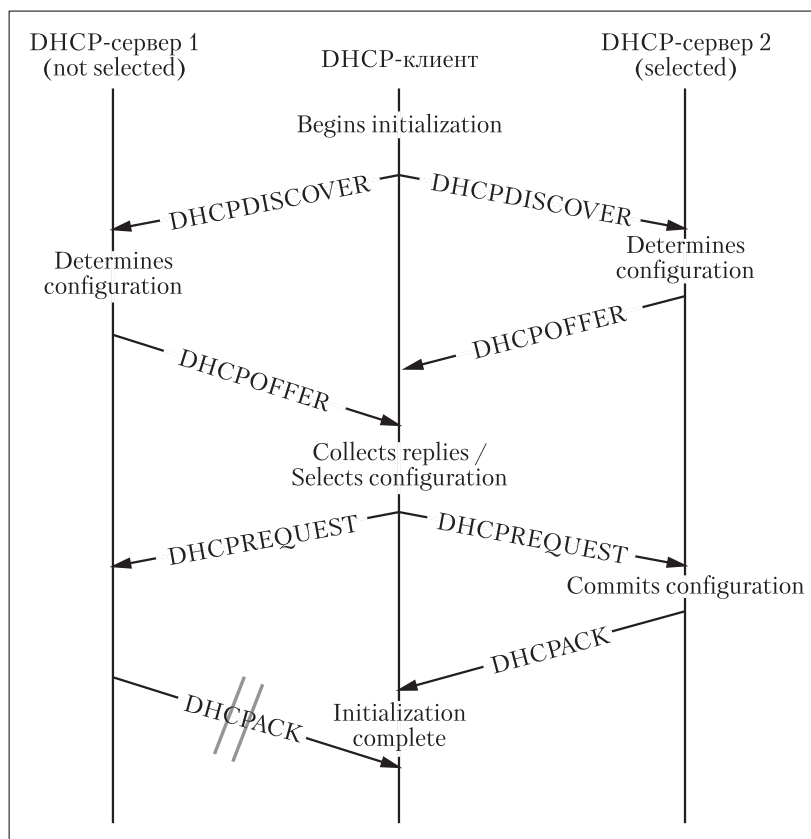 DHCP-сервер 1
(not selected)
DHCP-клиент
DHCP-сервер 2
(selected)
Begins initialization
DHCPDISCOVER
DHCPDISCOVER
Determines
configuration
Determines
configuration
DHCPOFFER
DHCPOFFER
Collects replies /
Selects configuration
DHCPREQUEST
DHCPREQUEST
Commits configuration
DHCPACK
DHCPACK
Initialization
complete